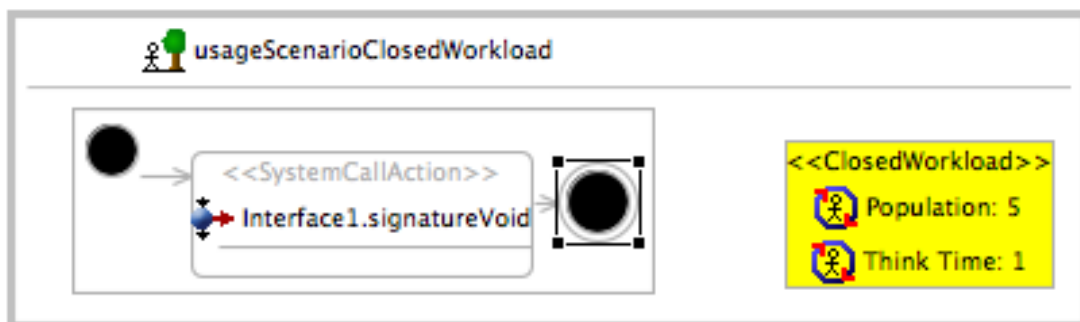 usageScenarioClosedWorkload
<<SystemCallAction>>
Interface1.signatureVoid
<<ClosedWorkload>>
Population: 5
Think Time: 1